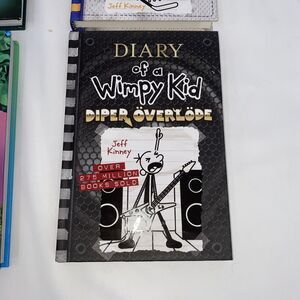 Jeff Kinney
DIARY
of a
Wimpy Kid
DIPER ÖVERLÖDE
Jeff
Kinney
OVER
275 MILLION
BOOKS SOLD